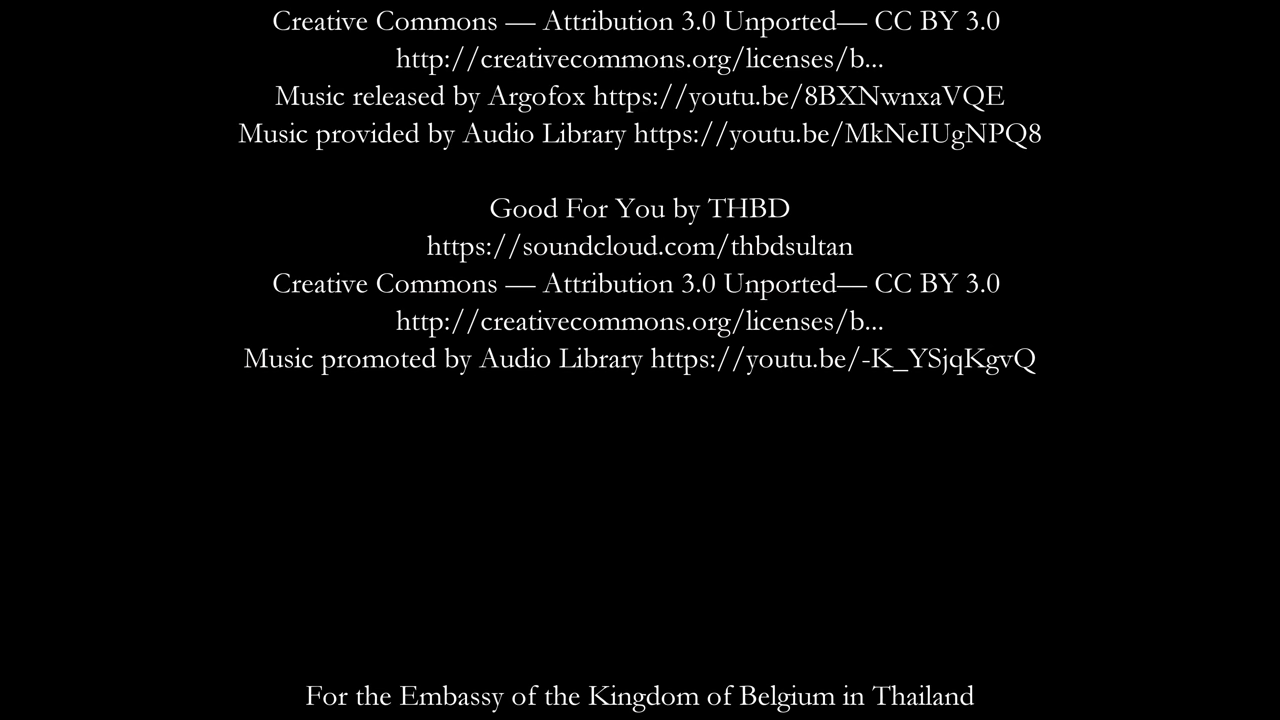 Creative Commons — Attribution 3.0 Unported— CC BY 3.0
http://creativecommons.org/licenses/b...
Music released by Argofox https://youtu.be/8BXNwnxaVQE
Music provided by Audio Library https://youtu.be/MkNeIUgNPQ8
Good For You by THBD
https://soundcloud.com/thbdsultan
Creative Commons — Attribution 3.0 Unported— CC BY 3.0
http://creativecommons.org/licenses/b...
Music promoted by Audio Library https://youtu.be/-K_YSjqKgvQ
For the Embassy of the Kingdom of Belgium in Thailand